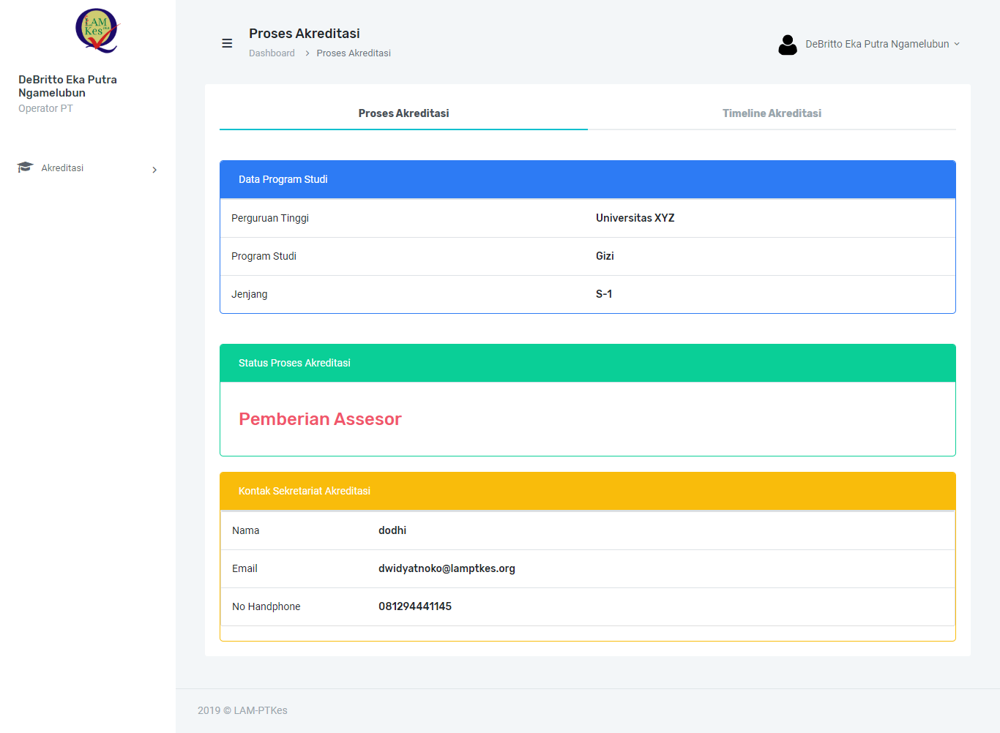 LAM
Kes
DeBritto Eka Putra
Ngamelubun
Operator PT
Akreditasi
Proses Akreditasi
Dashboard > Proses Akreditasi
DeBritto Eka Putra Ngamelubun
Proses Akreditasi
Timeline Akreditasi
Data Program Studi
Perguruan Tinggi Universitas XYZ
Program Studi Gizi
Jenjang S-1
Status Proses Akreditasi
Pemberian Assesor
Kontak Sekretariat Akreditasi
Nama dodhi
Email dwidyatnoko@lamptkes.org
No Handphone 081294441145
2019 © LAM-PTKes